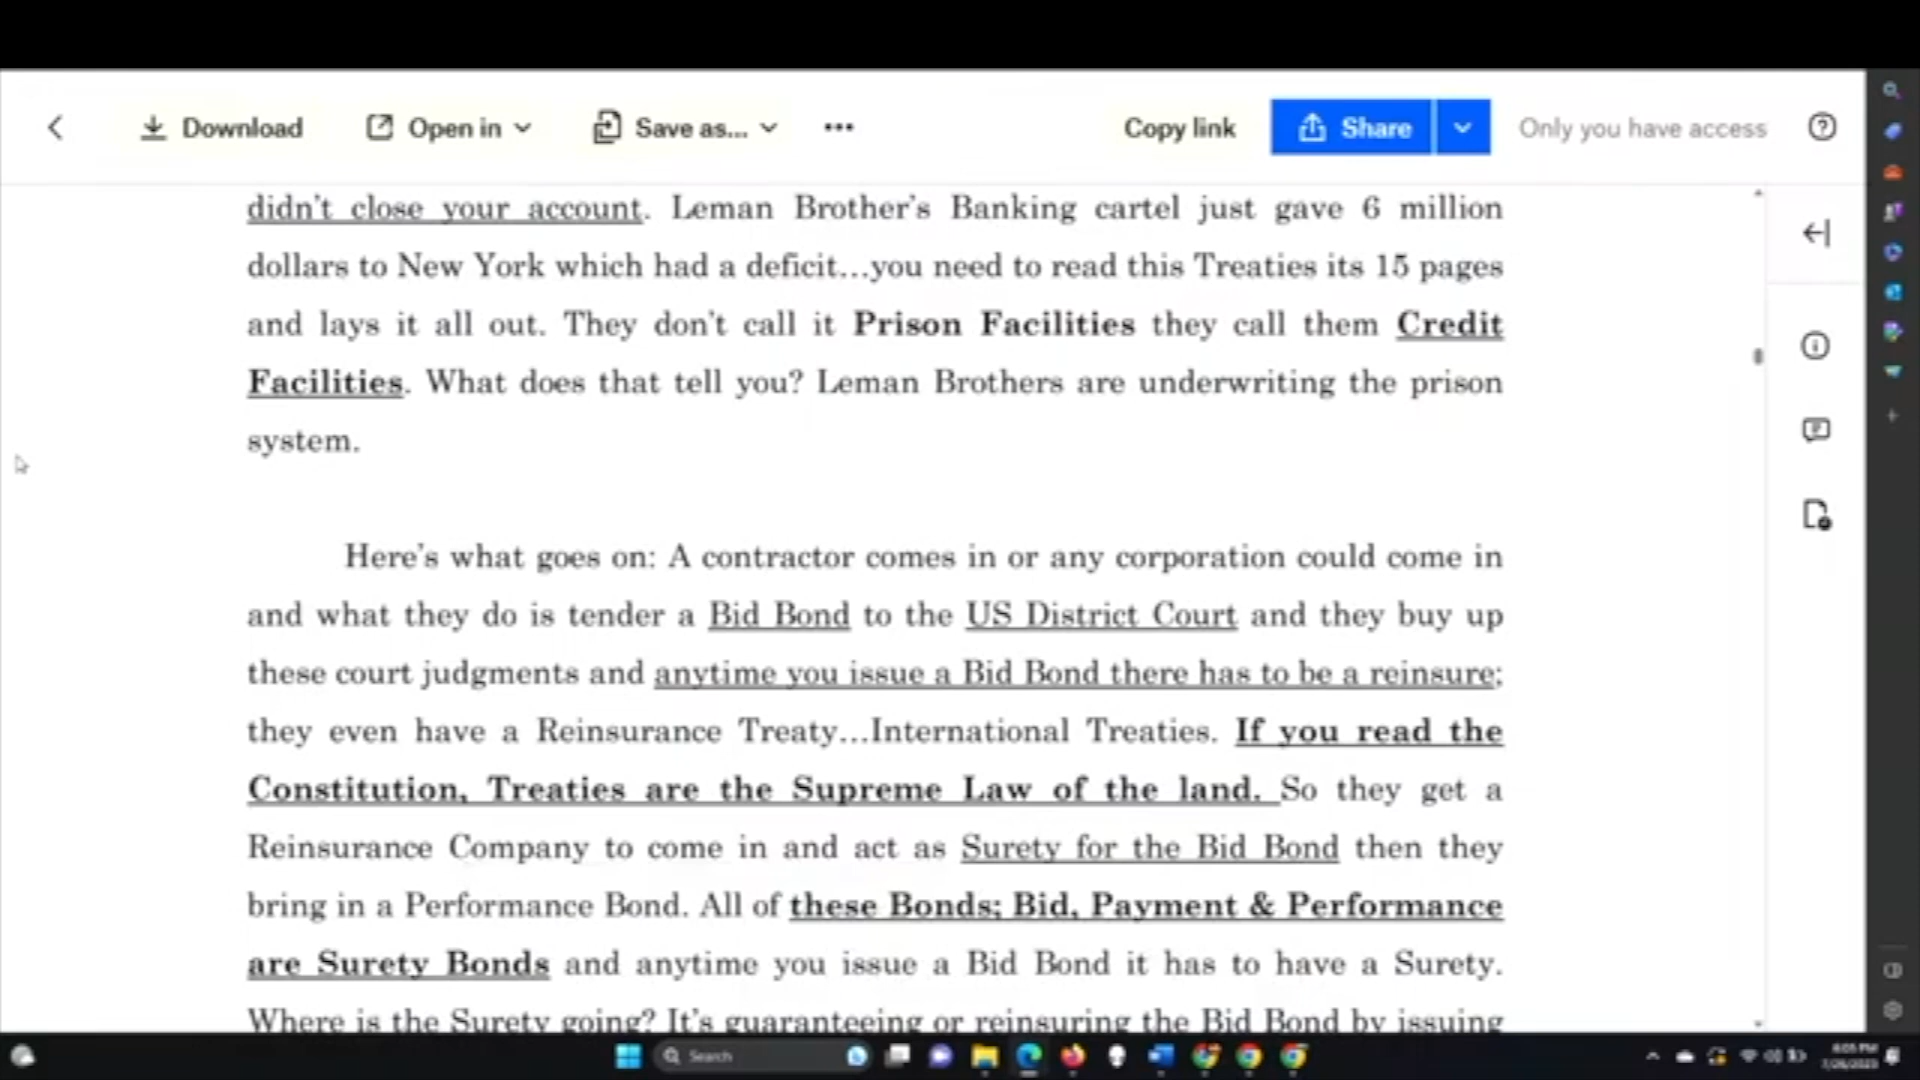 Download
Open in
Save as...
Copy link
Share
Only you have access
didn't close your account. Leman Brother's Banking cartel just gave 6 million
dollars to New York which had a deficit...you need to read this Treaties its 15 pages
and lays it all out. They don't call it Prison Facilities they call them Credit
Facilities. What does that tell you? Leman Brothers are underwriting the prison
system.
Here's what goes on: A contractor comes in or any corporation could come in
and what they do is tender a Bid Bond to the US District Court and they buy up
these court judgments and anytime you issue a Bid Bond there has to be a reinsure;
they even have a Reinsurance Treaty...International Treaties. If you read the
Constitution, Treaties are the Supreme Law of the land. So they get a
Reinsurance Company to come in and act as Surety for the Bid Bond then they
bring in a Performance Bond. All of these Bonds; Bid, Payment & Performance
are Surety Bonds and anytime you issue a Bid Bond it has to have a Surety.
Where is the Surety going? It's guaranteeing or reinsuring the Bid Bond by issuing
Search